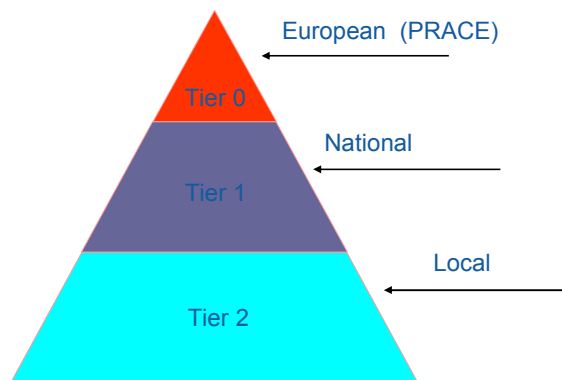 European (PRACE)
Tier 0
National
Tier 1
Local
Tier 2